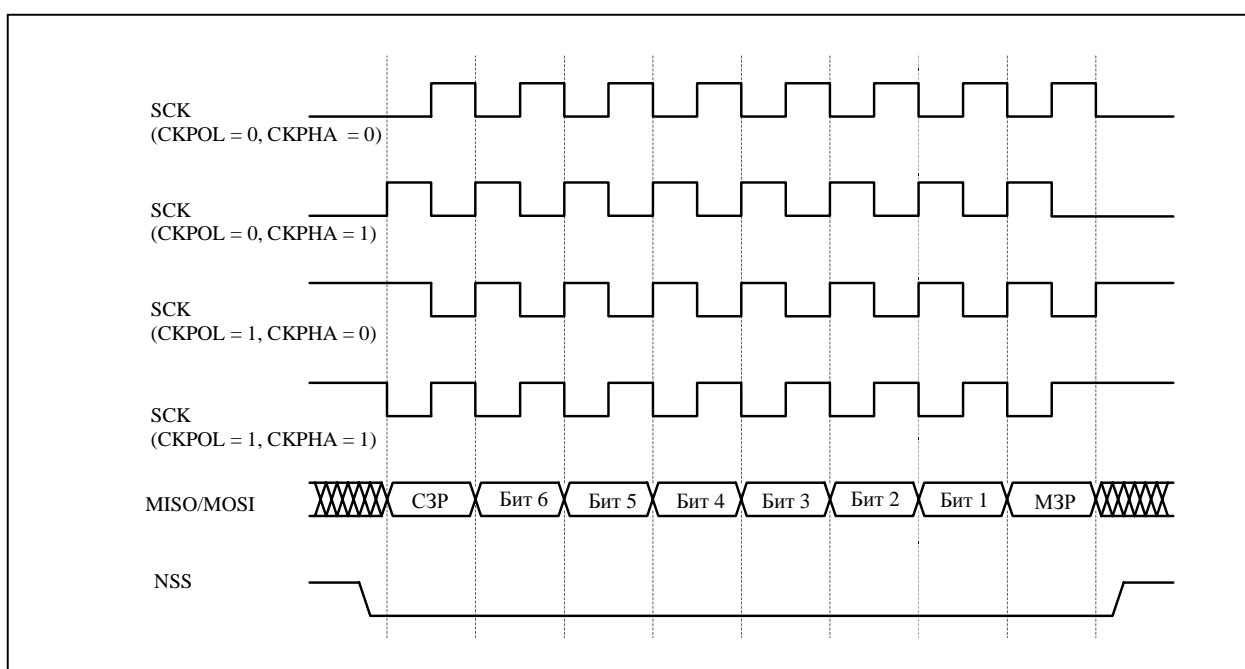 SCK
(CKPOL = 0, CKPHA = 0)
SCK
(CKPOL = 0, CKPHA = 1)
SCK
(CKPOL = 1, CKPHA = 0)
SCK
(CKPOL = 1, CKPHA = 1)
MISO/MOSI СЗР Бит 6 Бит 5 Бит 4 Бит 3 Бит 2 Бит 1 МЗР
NSS